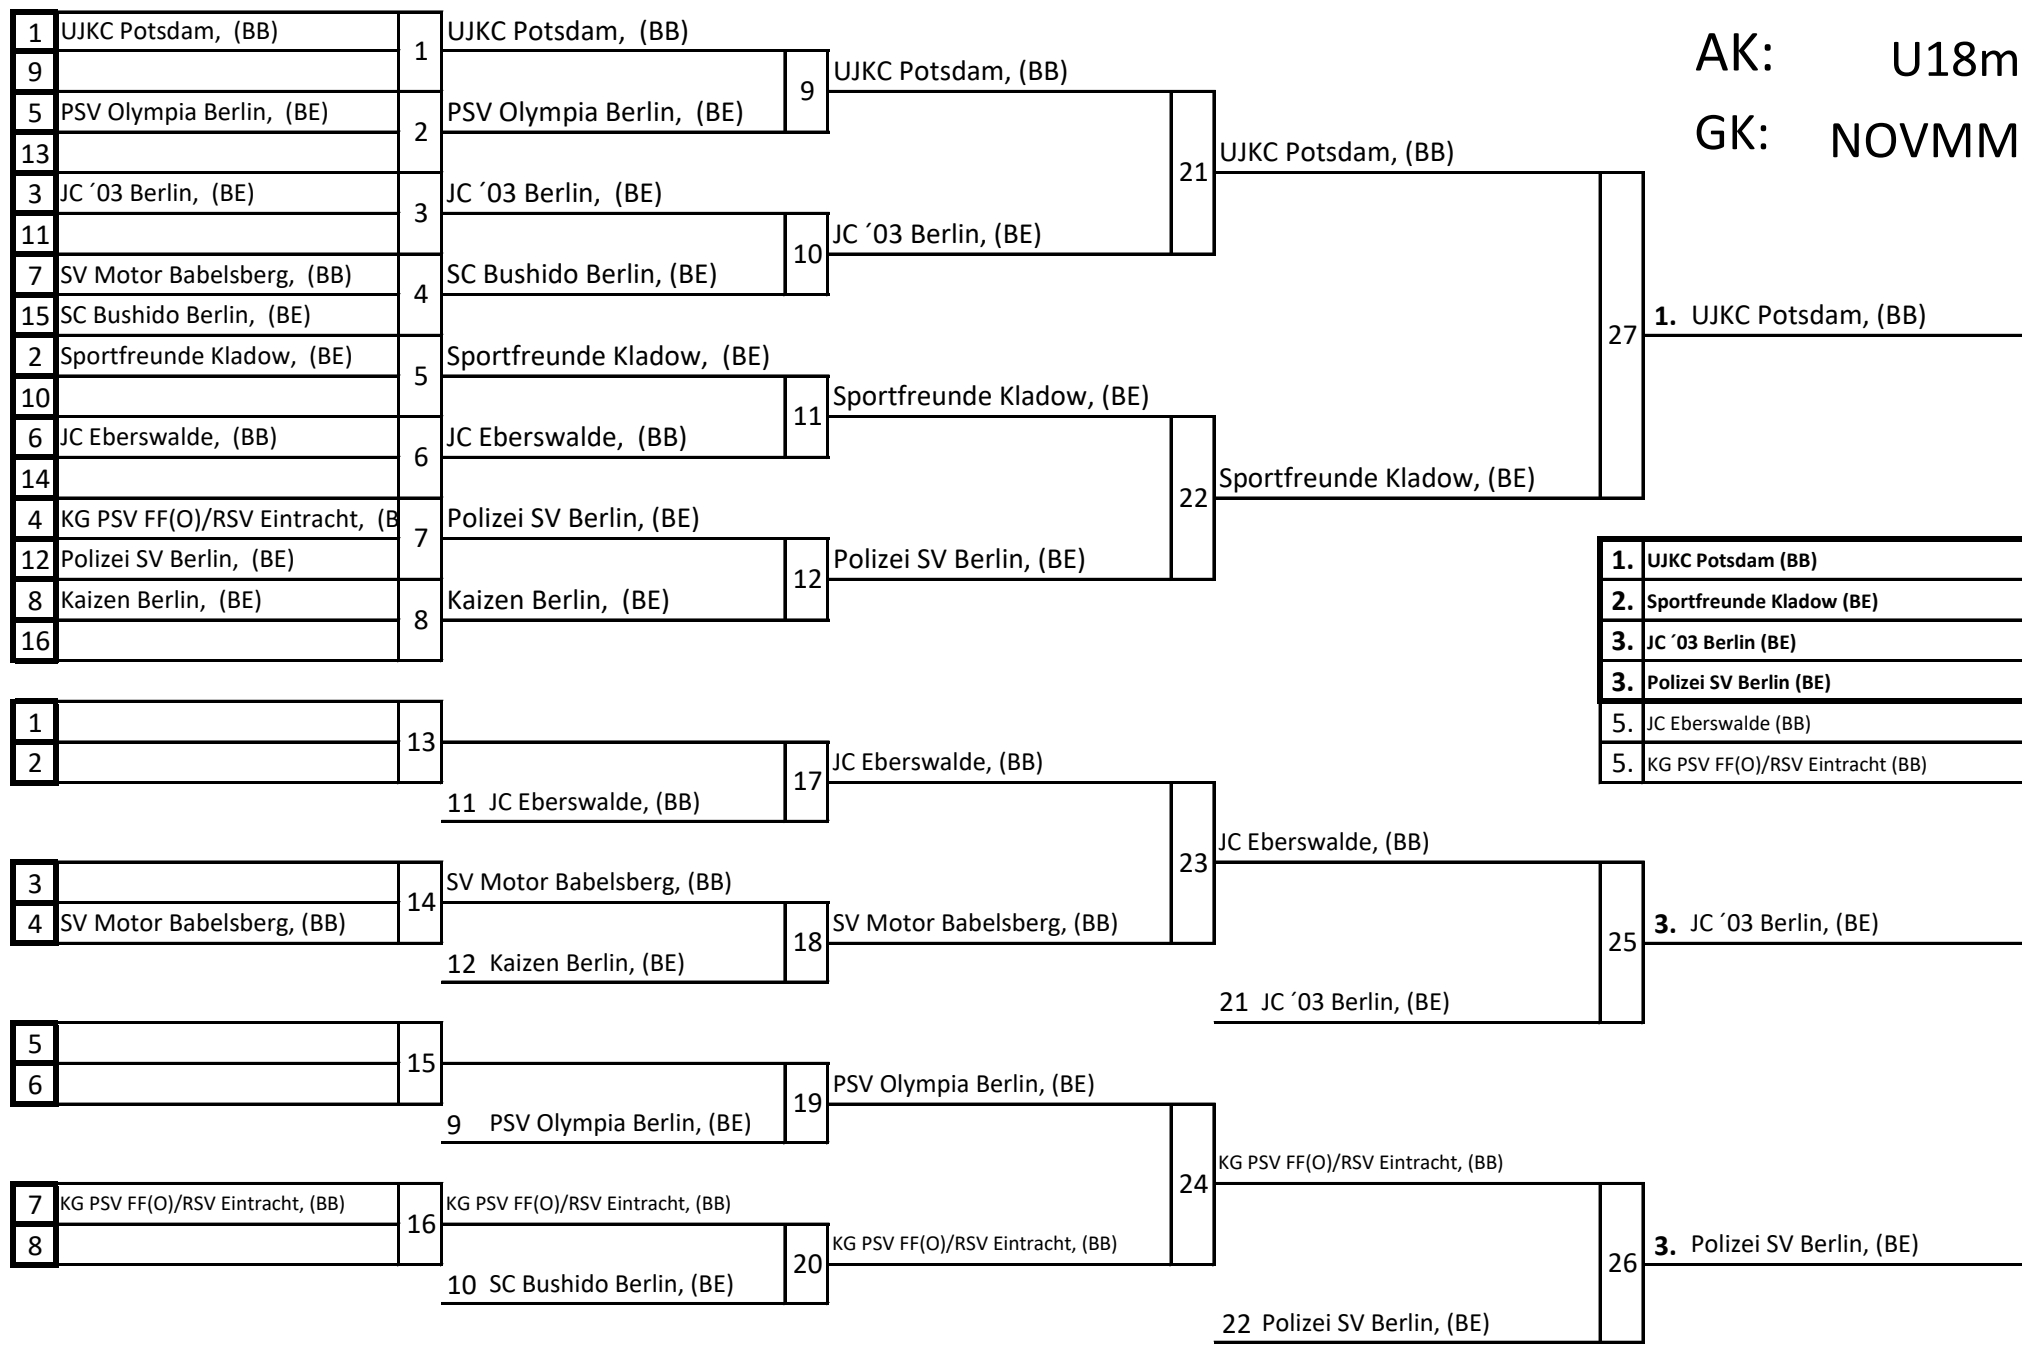 AK: U18m
GK: NOVMM
1 UJKC Potsdam, (BB)
9
5 PSV Olympia Berlin, (BE)
13
3 JC ´03 Berlin, (BE)
11
7 SV Motor Babelsberg, (BB)
15 SC Bushido Berlin, (BE)
2 Sportfreunde Kladow, (BE)
10
6 JC Eberswalde, (BB)
14
4 KG PSV FF(O)/RSV Eintracht, (B
12 Polizei SV Berlin, (BE)
8 Kaizen Berlin, (BE)
16
1 UJKC Potsdam, (BB)
2 PSV Olympia Berlin, (BE)
3 JC ´03 Berlin, (BE)
4 SC Bushido Berlin, (BE)
5 Sportfreunde Kladow, (BE)
6 JC Eberswalde, (BB)
7 Polizei SV Berlin, (BE)
8 Kaizen Berlin, (BE)
9 UJKC Potsdam, (BB)
10 JC ´03 Berlin, (BE)
11 Sportfreunde Kladow, (BE)
12 Polizei SV Berlin, (BE)
21 UJKC Potsdam, (BB)
22 Sportfreunde Kladow, (BE)
27 1. UJKC Potsdam, (BB)
1. UJKC Potsdam (BB)
2. Sportfreunde Kladow (BE)
3. JC ´03 Berlin (BE)
3. Polizei SV Berlin (BE)
5. JC Eberswalde (BB)
5. KG PSV FF(O)/RSV Eintracht (BB)
1
2
13
11 JC Eberswalde, (BB)
17 JC Eberswalde, (BB)
3
4 SV Motor Babelsberg, (BB)
14 SV Motor Babelsberg, (BB)
12 Kaizen Berlin, (BE)
18 SV Motor Babelsberg, (BB)
23 JC Eberswalde, (BB)
21 JC ´03 Berlin, (BE)
25 3. JC ´03 Berlin, (BE)
5
6
15
9 PSV Olympia Berlin, (BE)
19 PSV Olympia Berlin, (BE)
7 KG PSV FF(O)/RSV Eintracht, (BB)
8
16 KG PSV FF(O)/RSV Eintracht, (BB)
10 SC Bushido Berlin, (BE)
20 KG PSV FF(O)/RSV Eintracht, (BB)
24 KG PSV FF(O)/RSV Eintracht, (BB)
22 Polizei SV Berlin, (BE)
26 3. Polizei SV Berlin, (BE)